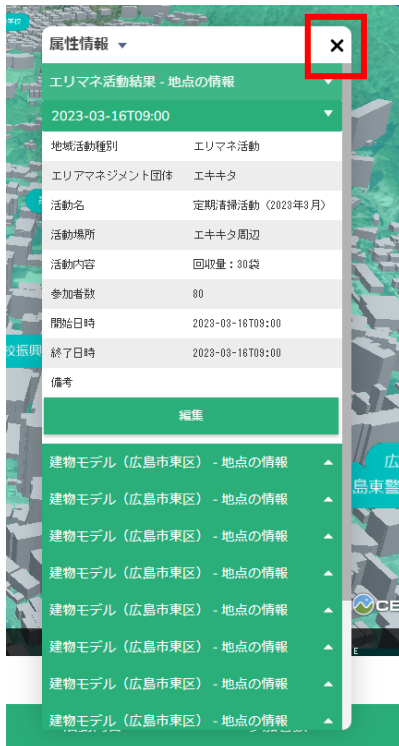 学校
属性情報 ▼ ×
エリマネ活動結果 - 地点の情報
2023-03-16T09:00
地域活動種別 エリマネ活動
エリアマネジメント団体 エキキタ
活動名 定期清掃活動（2023年3月）
活動場所 エキキタ周辺
活動内容 回収量：30袋
参加者数 80
開始日時 2023-03-16T09:00
校振興
終了日時 2023-03-16T09:00
備考
編集
建物モデル（広島市東区） - 地点の情報
広
島東警
建物モデル（広島市東区） - 地点の情報
建物モデル（広島市東区） - 地点の情報
建物モデル（広島市東区） - 地点の情報
建物モデル（広島市東区） - 地点の情報
CE
建物モデル（広島市東区） - 地点の情報
建物モデル（広島市東区） - 地点の情報
建物モデル（広島市東区） - 地点の情報